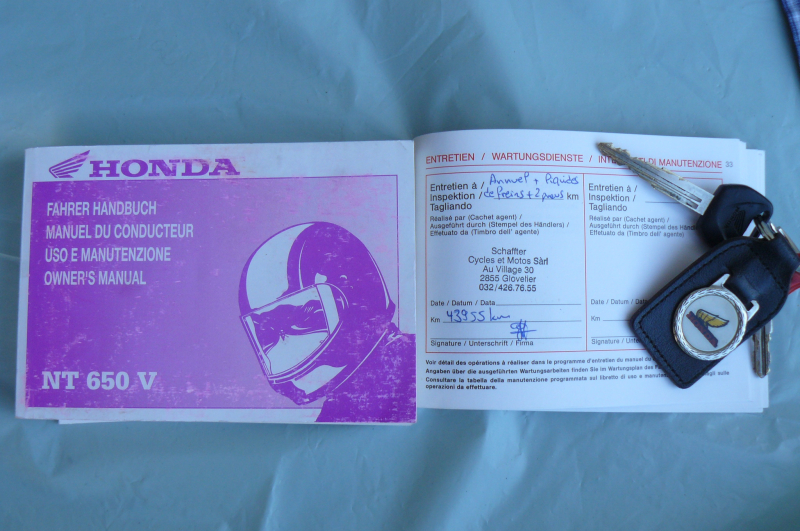 HONDA
FAHRER HANDBUCH
MANUEL DU CONDUCTEUR
USO E MANUTENZIONE
OWNER'S MANUAL
NT 650 V
ENTRETIEN / WARTUNGSDIENSTE / INTE DI MANUTENZIONE 33
Entretien à / Annuel + liquides
Inspektion / de freins + 2 pneus km
Tagliando
Réalisé par (Cachet agent) /
Ausgeführt durch (Stempel des Händlers) /
Effetuato da (Timbro dell' agente)
Schaffter
Cycles et Motos Sàrl
Au Village 30
2855 Glovelier
032/426.76.55
Date / Datum / Data
Km 43955 km
Signature / Unterschrift / Firma
Entretien à /
Inspektion /
Tagliando
Réalisé par (Cachet agent) /
Ausgeführt durch (Stempel des Händlers)
Effetuato da (Timbro dell' agente)
Date / Datum /
Km
Signature /
Voir détail des opérations à réaliser dans le programme d'entretien du manuel du
Angaben über die ausgeführten Wartungsarbeiten finden Sie im Wartungsplan des
Consultare la tabella della manutenzione programmata sul libretto di uso e sulle
operazioni da effettuare.